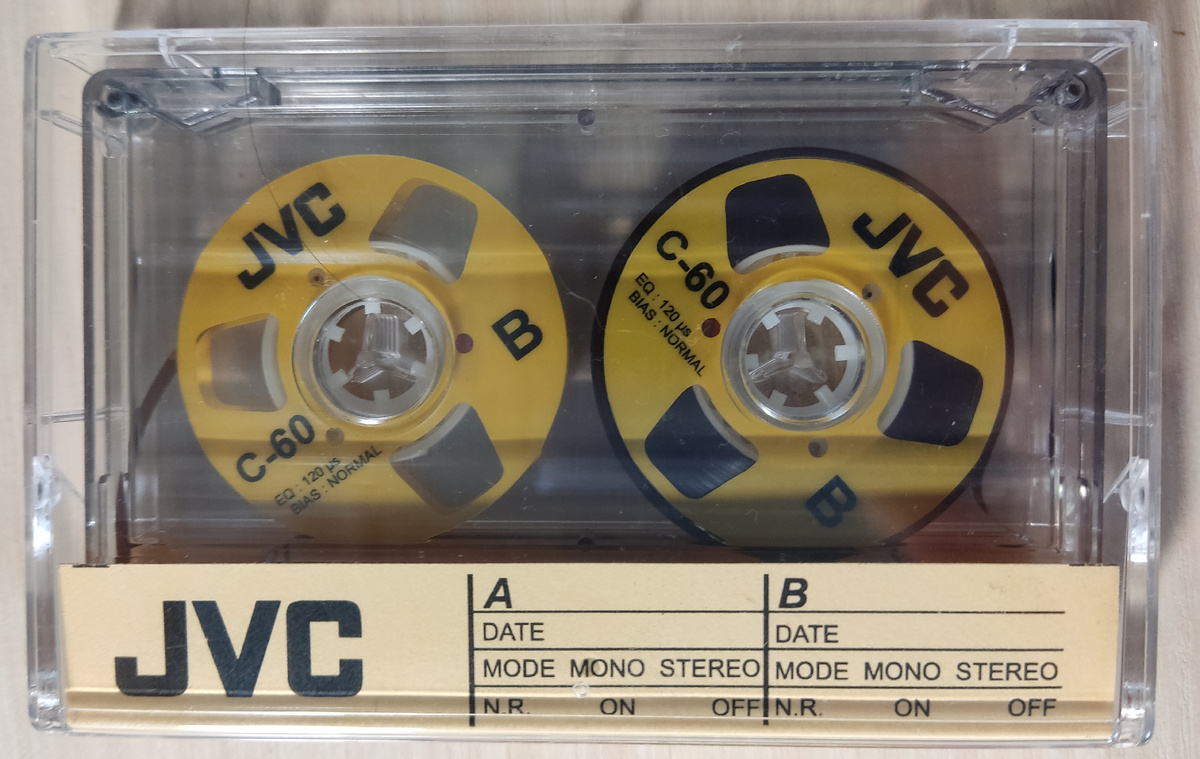 JVC
B
C-60
EQ : 120 µs
BIAS : NORMAL
JVC
C-60
EQ : 120 µs
BIAS : NORMAL
B
JVC
A
DATE
MODE MONO STEREO
N.R. ON OFF
B
DATE
MODE MONO STEREO
N.R. ON OFF